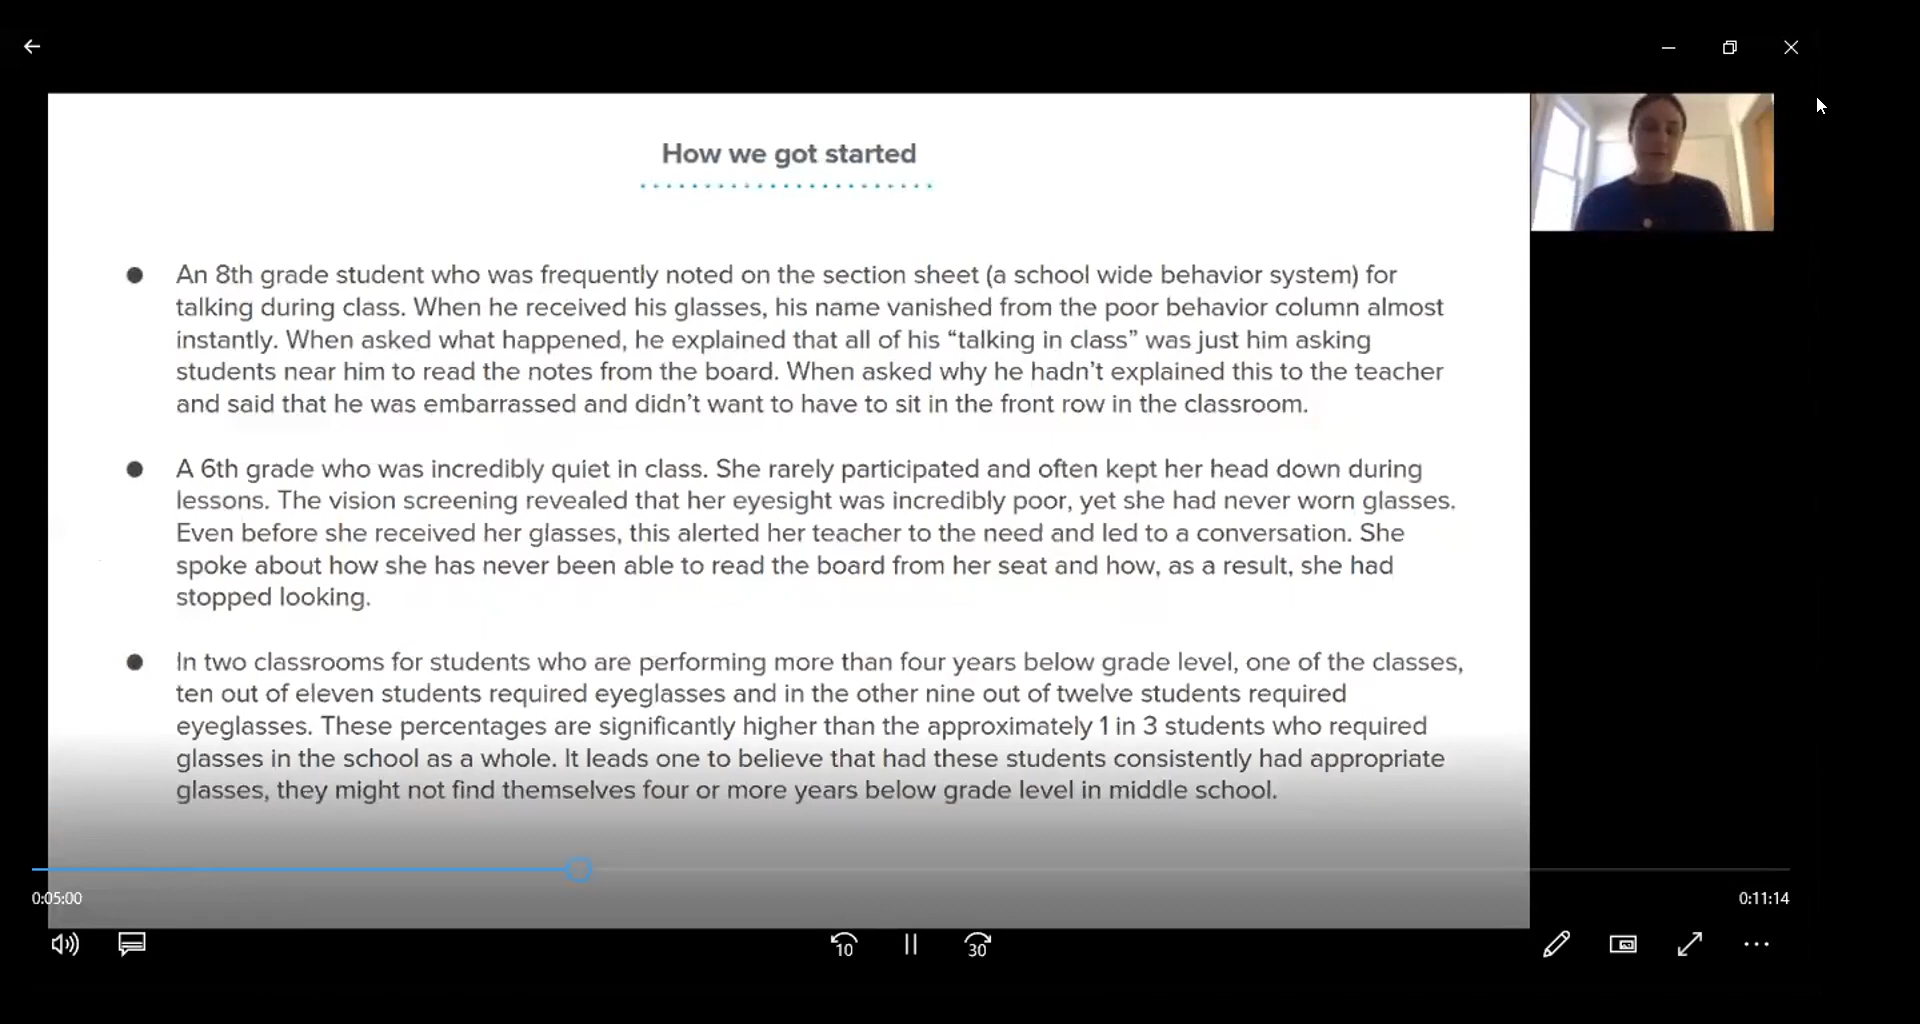 How we got started
An 8th grade student who was frequently noted on the section sheet (a school wide behavior system) for
talking during class. When he received his glasses, his name vanished from the poor behavior column almost
instantly. When asked what happened, he explained that all of his “talking in class” was just him asking
students near him to read the notes from the board. When asked why he hadn’t explained this to the teacher
and said that he was embarrassed and didn’t want to have to sit in the front row in the classroom.
A 6th grade who was incredibly quiet in class. She rarely participated and often kept her head down during
lessons. The vision screening revealed that her eyesight was incredibly poor, yet she had never worn glasses.
Even before she received her glasses, this alerted her teacher to the need and led to a conversation. She
spoke about how she has never been able to read the board from her seat and how, as a result, she had
stopped looking.
In two classrooms for students who are performing more than four years below grade level, one of the classes,
ten out of eleven students required eyeglasses and in the other nine out of twelve students required
eyeglasses. These percentages are significantly higher than the approximately 1 in 3 students who required
glasses in the school as a whole. It leads one to believe that had these students consistently had appropriate
glasses, they might not find themselves four or more years below grade level in middle school.
0:05:00
0:11:14
10
30